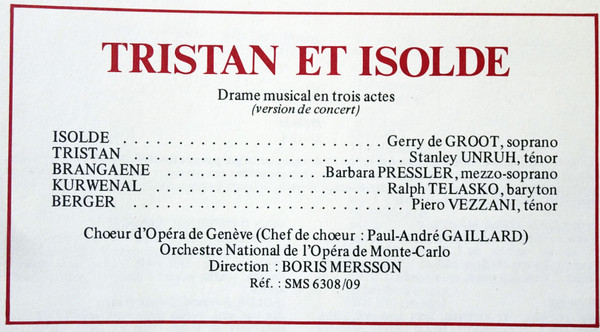 TRISTAN ET ISOLDE
Drame musical en trois actes
(version de concert)
ISOLDE . . . . . . . . . . . . . . . . . . . . . . . . . Gerry de GROOT, soprano
TRISTAN . . . . . . . . . . . . . . . . . . . . . . . . . . Stanley UNRUH, ténor
BRANGAENE . . . . . . . . . . . . . . . . . Barbara PRESSLER, mezzo-soprano
KURWENAL . . . . . . . . . . . . . . . . . . . . . . . Ralph TELASKO, baryton
BERGER . . . . . . . . . . . . . . . . . . . . . . . . . . Piero VEZZANI, ténor
Chœur d'Opéra de Genève (Chef de chœur : Paul-André GAILLARD)
Orchestre National de l'Opéra de Monte-Carlo
Direction : BORIS MERSSON
Réf. : SMS 6308/09